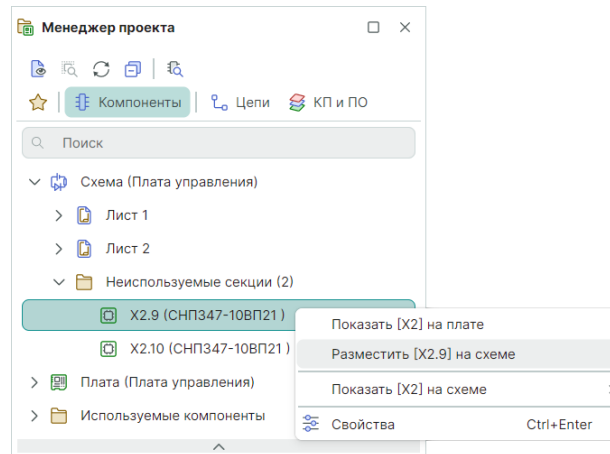 Менеджер проекта
Компоненты
Цепи
КП и ПО
Поиск
Схема (Плата управления)
Лист 1
Лист 2
Неиспользуемые секции (2)
X2.9 (СНП347-10ВП21 )
Показать [X2] на плате
Разместить [X2.9] на схеме
X2.10 (СНП347-10ВП21 )
Плата (Плата управления)
Показать [X2] на схеме
Используемые компоненты
Свойства Ctrl+Enter